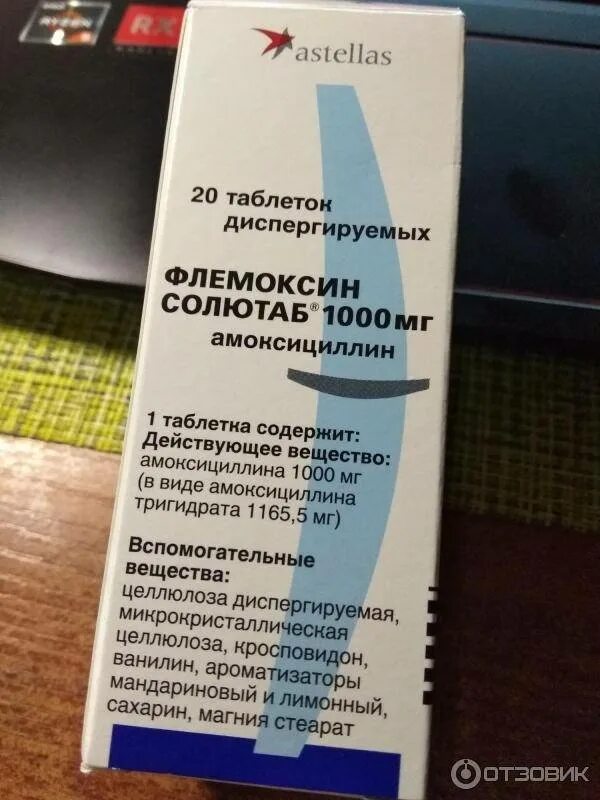 RYZEN
RX
astellas
20 таблеток
диспергируемых
ФЛЕМОКСИН
СОЛЮТАБ® 1000 мг
амоксициллин
1 таблетка содержит:
Действующее вещество:
амоксициллина 1000 мг
(в виде амоксициллина
тригидрата 1165,5 мг)
Вспомогательные
вещества:
целлюлоза диспергируемая,
микрокристаллическая
целлюлоза, кросповидон,
ванилин, ароматизаторы
мандариновый и лимонный,
сахарин, магния стеарат
ОТЗОВИК